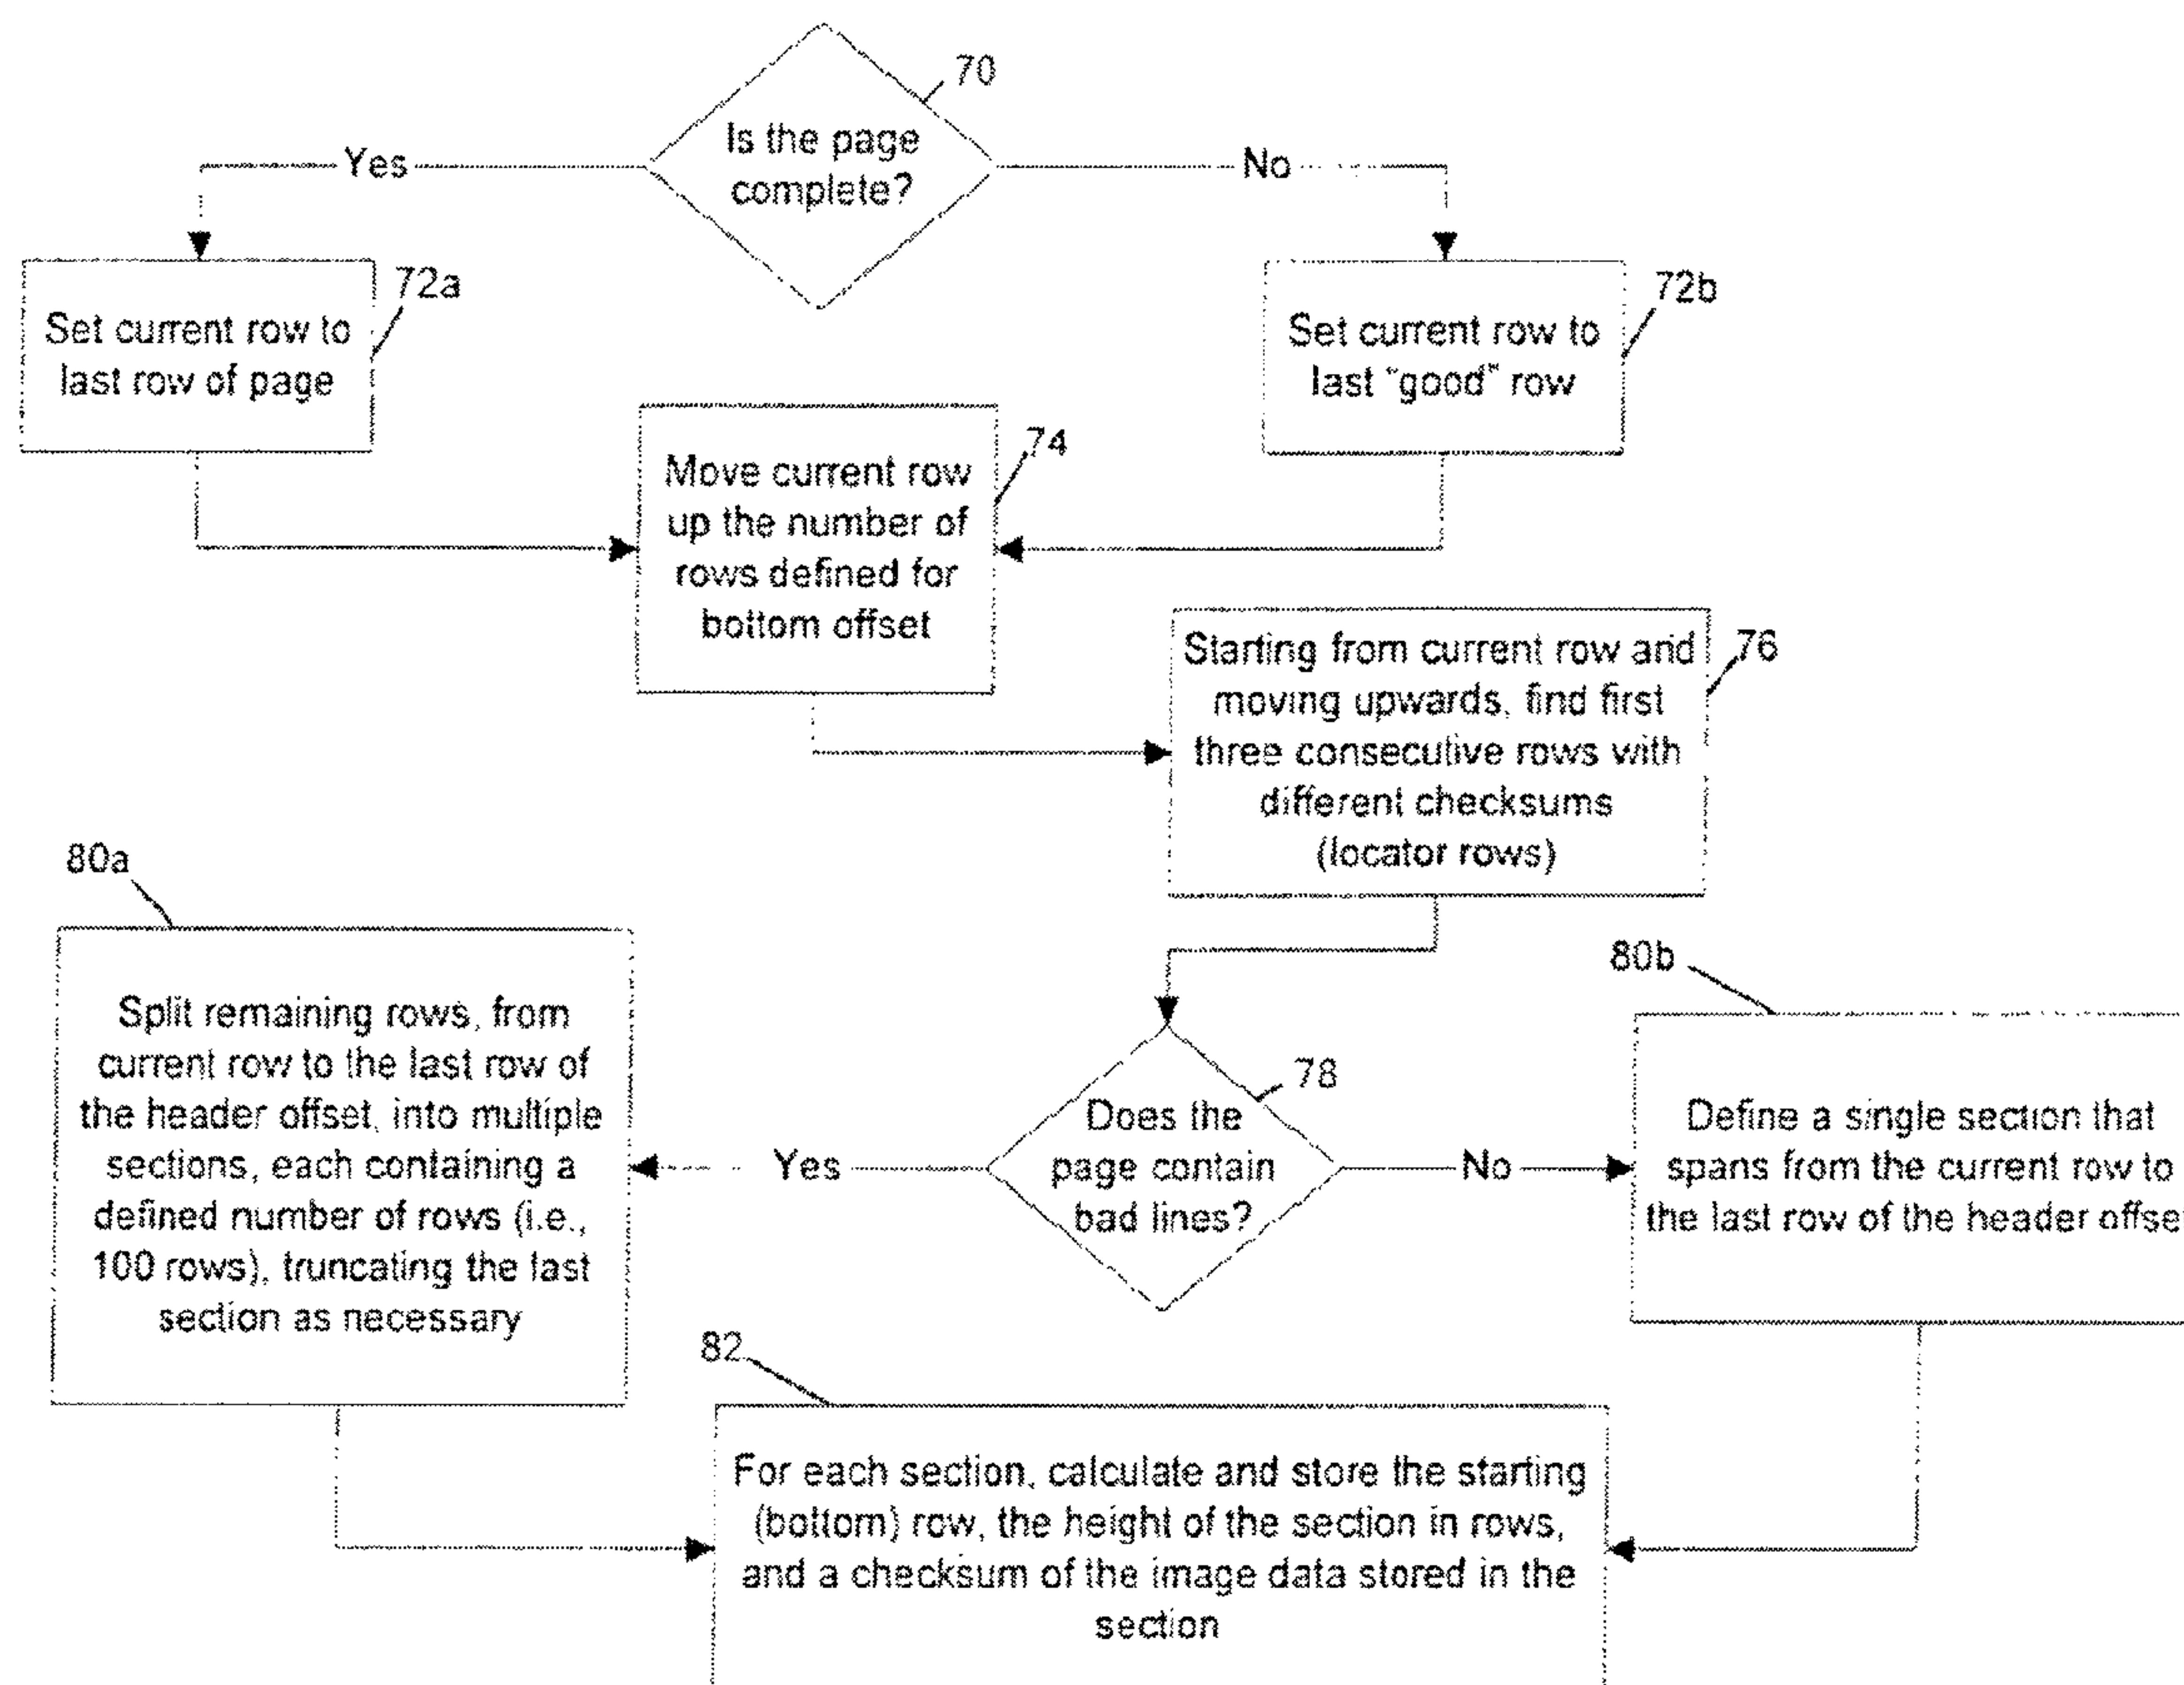 70
Is the page
complete?
Yes
No
72a
Set current row to
last row of page
72b
Set current row to
last "good" row
74
Move current row
up the number of
rows defined for
bottom offset
76
Starting from current row and
moving upwards, find first
three consecutive rows with
different checksums
(locator rows)
78
Does the
page contain
bad lines?
Yes
No
80a
Split remaining rows, from
current row to the last row of
the header offset, into multiple
sections, each containing a
defined number of rows (i.e.,
100 rows), truncating the last
section as necessary
80b
Define a single section that
spans from the current row to
the last row of the header offset
82
For each section, calculate and store the starting
(bottom) row, the height of the section in rows,
and a checksum of the image data stored in the
section